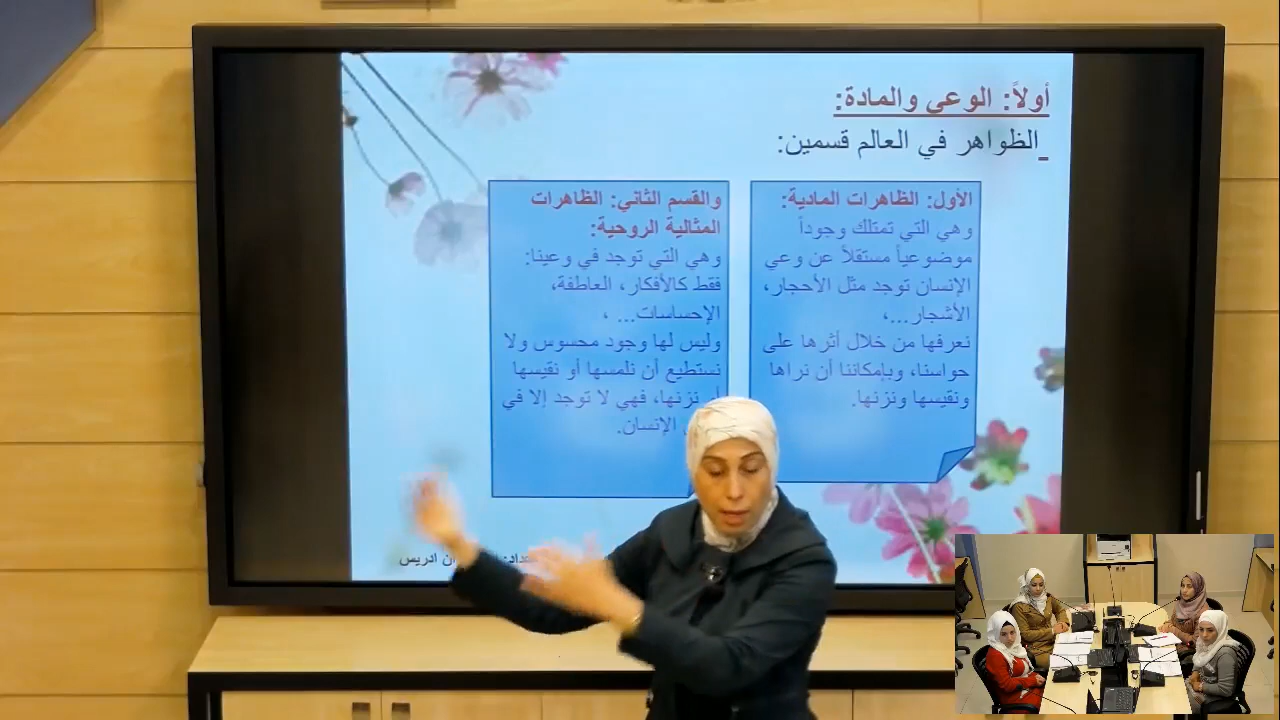 أولاً: الوعي والمادة:
الظواهر في العالم قسمين:
الأول: الظاهرات المادية:
وهي التي تمتلك وجوداً
موضوعياً مستقلاً عن وعي
الإنسان توجد مثل الأحجار،
الأشجار...،
نعرفها من خلال أثرها على
حواسنا، وبإمكاننا أن نراها
ونقيسها ونزنها.
والقسم الثاني: الظاهرات
المثالية الروحية:
وهي التي توجد في وعينا:
فقط كالأفكار، العاطفة،
الإحساسات... ،
وليس لها وجود محسوس ولا
نستطيع أن نلمسها أو نقيسها
نزنها، فهي لا توجد إلا في
الإنسان.
ادريس